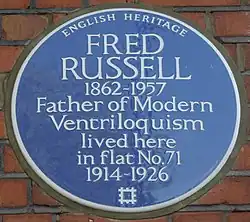 ENGLISH HERITAGE
FRED
RUSSELL
1862-1957
Father of Modern
Ventriloquism
lived here
in flat No.71
1914-1926